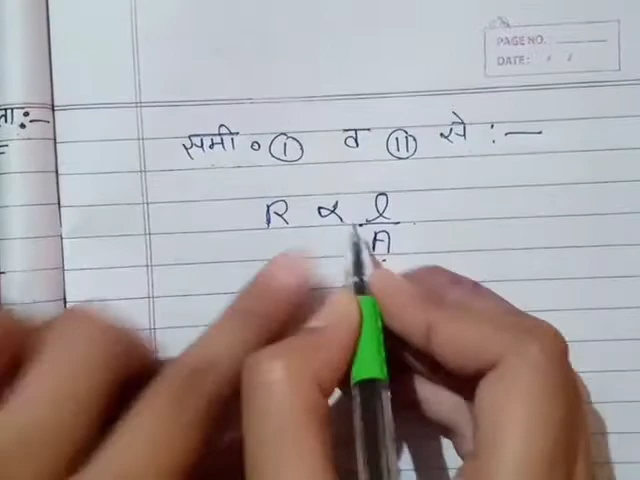 PAGE NO.
DATE: / /
ता:—
समी० (I) व (II) से :—
R ∝ l
A